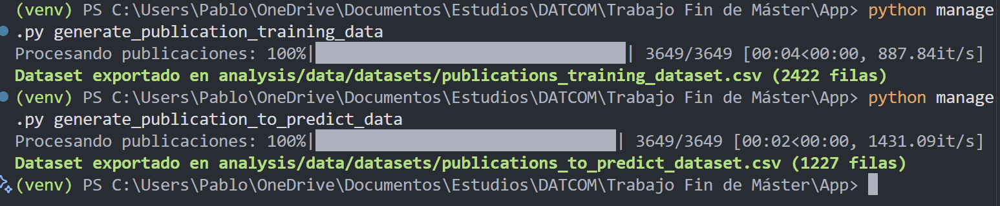 (venv) PS C:\Users\Pablo\OneDrive\Documentos\Estudios\DATCOM\Trabajo Fin de Máster\App> python manage
.py generate_publication_training_data
Procesando publicaciones: 100%|██████████| 3649/3649 [00:04<00:00, 887.84it/s]
Dataset exportado en analysis/data/datasets/publications_training_dataset.csv (2422 filas)
(venv) PS C:\Users\Pablo\OneDrive\Documentos\Estudios\DATCOM\Trabajo Fin de Máster\App> python manage
.py generate_publication_to_predict_data
Procesando publicaciones: 100%|██████████| 3649/3649 [00:02<00:00, 1431.09it/s]
Dataset exportado en analysis/data/datasets/publications_to_predict_dataset.csv (1227 filas)
(venv) PS C:\Users\Pablo\OneDrive\Documentos\Estudios\DATCOM\Trabajo Fin de Máster\App>